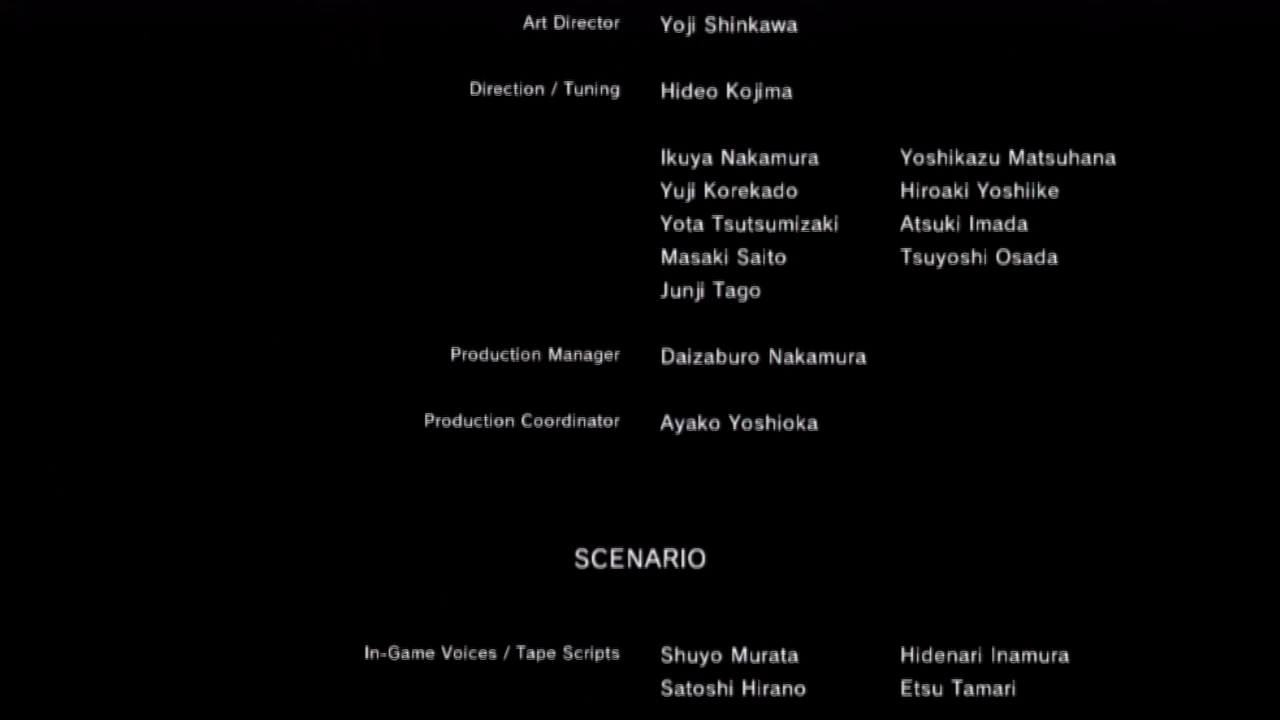 Art Director Yoji Shinkawa
Direction / Tuning Hideo Kojima
Ikuya Nakamura Yoshikazu Matsuhana
Yuji Korekado Hiroaki Yoshiike
Yota Tsutsumizaki Atsuki Imada
Masaki Saito Tsuyoshi Osada
Junji Tago
Production Manager Daizaburo Nakamura
Production Coordinator Ayako Yoshioka
SCENARIO
In-Game Voices / Tape Scripts Shuyo Murata Hidenari Inamura
Satoshi Hirano Etsu Tamari